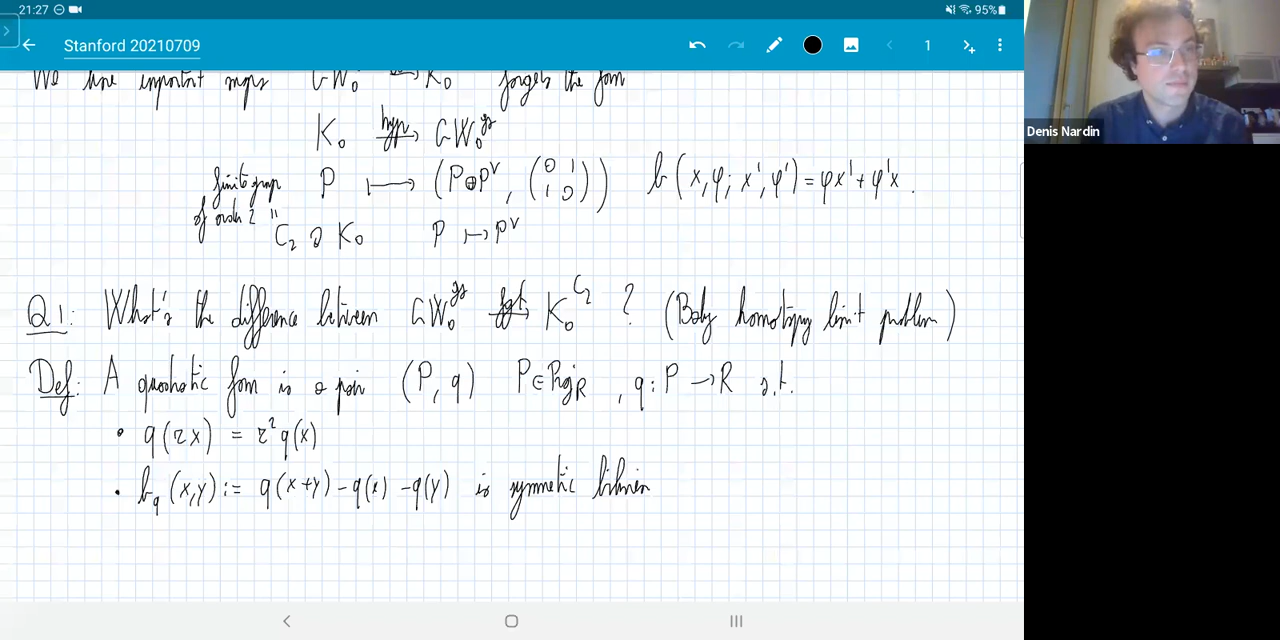 21:27 95%
Stanford 20210709
1
We have important maps GW₀ → K₀ forgets the form
Denis Nardin
K₀ —hyp→ GW₀^gs
finite group of order 2
P ↦ (P⊕P^∨, (0 1 1 0)) b(x,φ; x',φ') = φx' + φ'x .
C₂ ↻ K₀ P ↦ P^∨
Q1: What's the difference between GW₀^gs —fgt→ K₀^C₂ ? (Baby homotopy limit problem)
Def: A quadratic form is a pair (P, q) P∈Proj_R , q: P → R s.t.
• q(rx) = r²q(x)
• b_q(x,y) := q(x+y) - q(x) - q(y) is symmetric bilinear